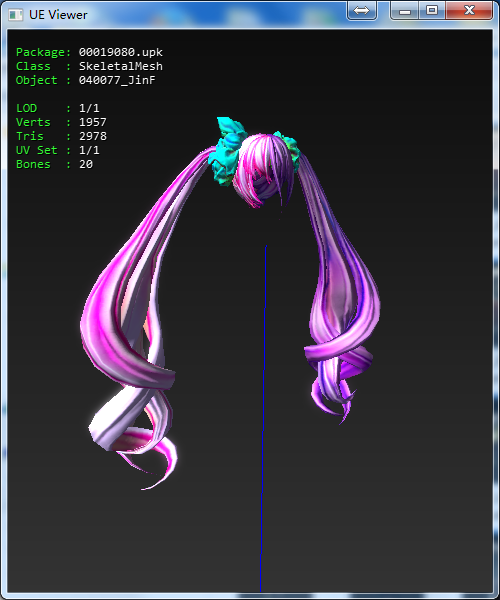 UE Viewer
Package: 00019080.upk
Class : SkeletalMesh
Object : 040077_JinF
LOD : 1/1
Verts : 1957
Tris : 2978
UV Set : 1/1
Bones : 20